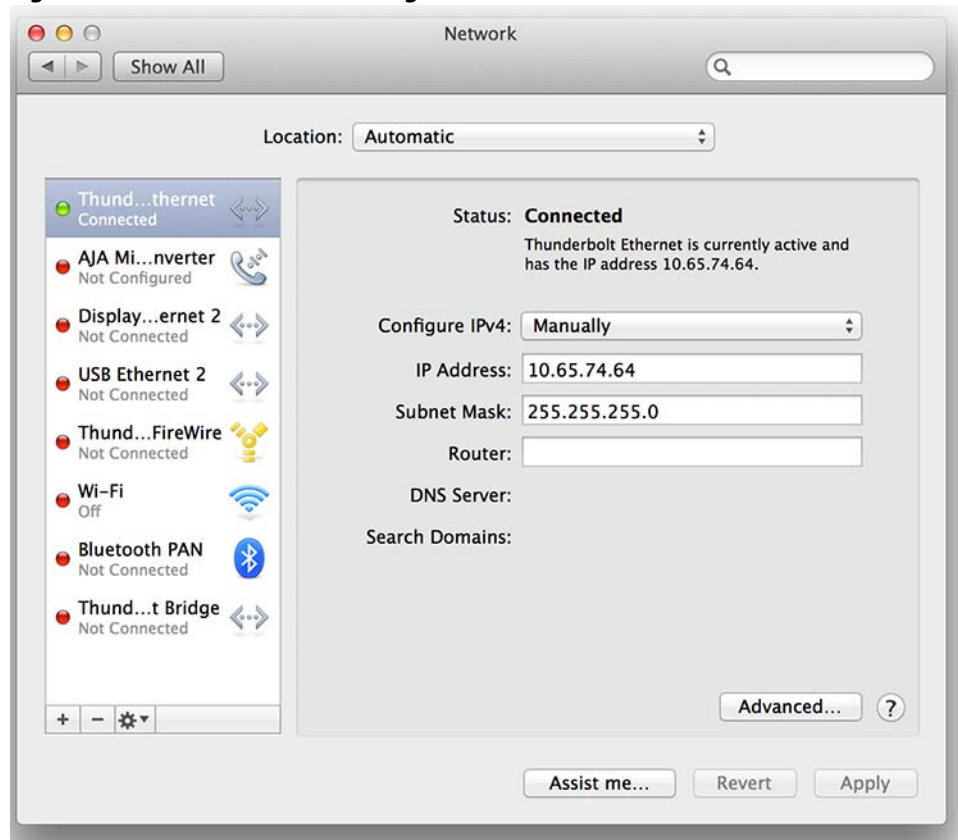 Network
Show All
Location: Automatic
Thund...thernet
Connected
AJA Mi...nverter
Not Configured
Display...ernet 2
Not Connected
USB Ethernet 2
Not Connected
Thund...FireWire
Not Connected
Wi-Fi
Off
Bluetooth PAN
Not Connected
Thund...t Bridge
Not Connected
+ −
Status: Connected
Thunderbolt Ethernet is currently active and
has the IP address 10.65.74.64.
Configure IPv4: Manually
IP Address: 10.65.74.64
Subnet Mask: 255.255.255.0
Router:
DNS Server:
Search Domains:
Advanced... ?
Assist me... Revert Apply